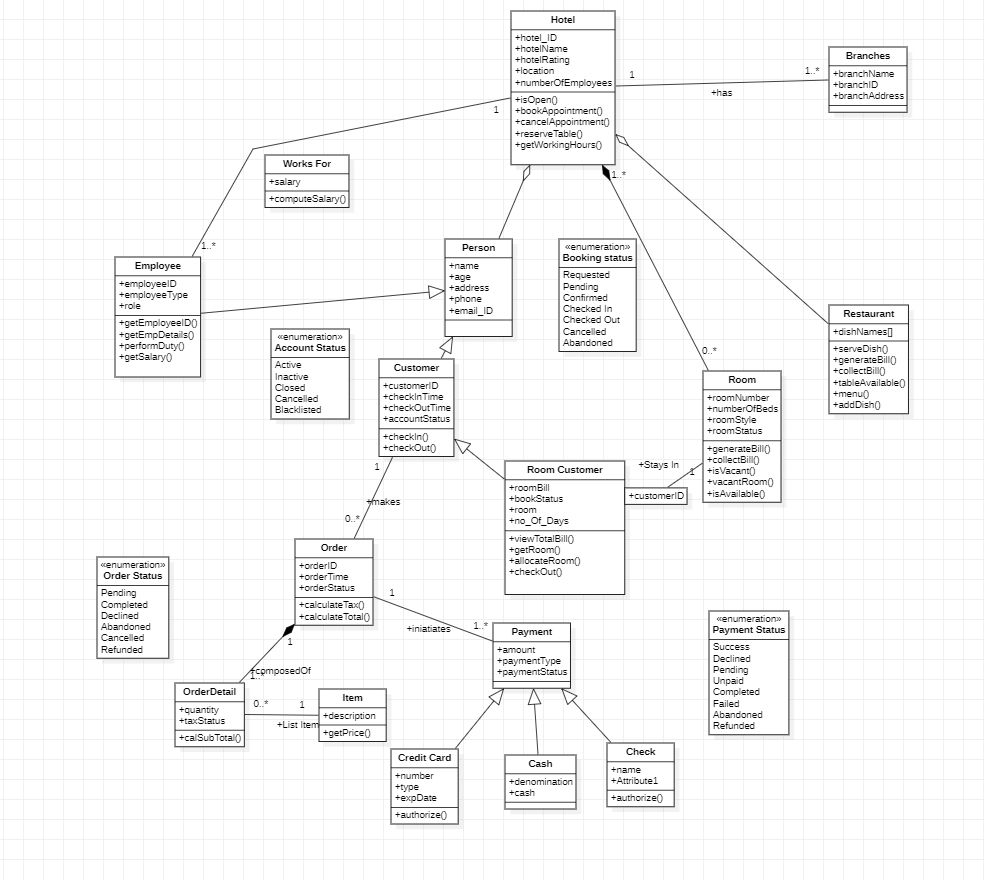 Hotel
+hotel_ID
+hotelName
+hotelRating
+location
+numberOfEmployees
+isOpen()
+bookAppointment()
+cancelAppointment()
+reserveTable()
+getWorkingHours()
1
1..*
+has
Branches
+branchName
+branchID
+branchAddress
1
1..*
Works For
+salary
+computeSalary()
Employee
+employeeID
+employeeType
+role
+getEmployeeID()
+getEmpDetails()
+performDuty()
+getSalary()
Person
+name
+age
+address
+phone
+email_ID
«enumeration»
Booking status
Requested
Pending
Confirmed
Checked In
Checked Out
Cancelled
Abandoned
1..*
0..*
Restaurant
+dishNames[]
+serveDish()
+generateBill()
+collectBill()
+tableAvailable()
+menu()
+addDish()
«enumeration»
Account Status
Active
Inactive
Closed
Cancelled
Blacklisted
Customer
+customerID
+checkInTime
+checkOutTime
+accountStatus
+checkIn()
+checkOut()
Room
+roomNumber
+numberOfBeds
+roomStyle
+roomStatus
+generateBill()
+collectBill()
+isVacant()
+vacantRoom()
+isAvailable()
Room Customer
+roomBill
+bookStatus
+room
+no_Of_Days
+viewTotalBill()
+getRoom()
+allocateRoom()
+checkOut()
+Stays In
1
+customerID
1
+makes
0..*
Order
+orderID
+orderTime
+orderStatus
+calculateTax()
+calculateTotal()
«enumeration»
Order Status
Pending
Completed
Declined
Abandoned
Cancelled
Refunded
1
+iniatiates
1..*
Payment
+amount
+paymentType
+paymentStatus
«enumeration»
Payment Status
Success
Declined
Pending
Unpaid
Completed
Failed
Abandoned
Refunded
1
+composedOf
1..*
OrderDetail
+quantity
+taxStatus
+calSubTotal()
0..*
1
+List Item
Item
+description
+getPrice()
Credit Card
+number
+type
+expDate
+authorize()
Cash
+denomination
+cash
Check
+name
+Attribute1
+authorize()